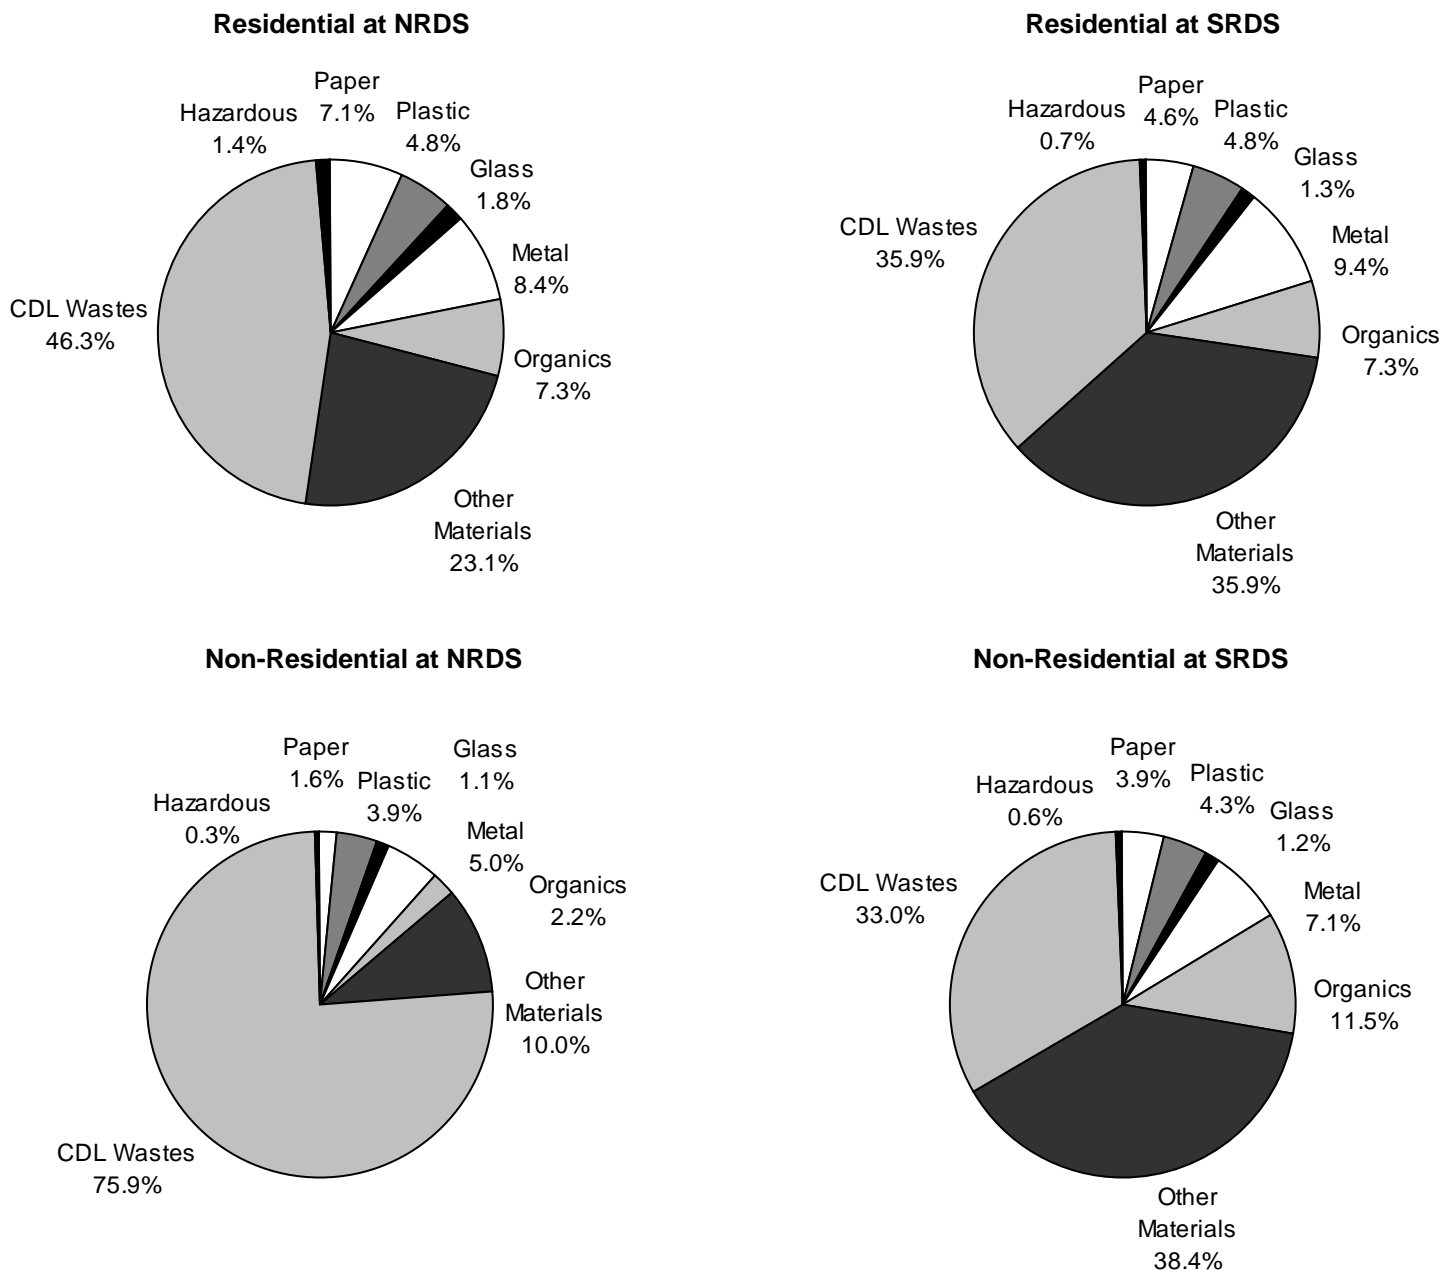 Residential at NRDS
Paper
7.1%
Plastic
4.8%
Glass
1.8%
Metal
8.4%
Organics
7.3%
Other
Materials
23.1%
CDL Wastes
46.3%
Hazardous
1.4%
Residential at SRDS
Paper
4.6%
Plastic
4.8%
Glass
1.3%
Metal
9.4%
Organics
7.3%
Other
Materials
35.9%
CDL Wastes
35.9%
Hazardous
0.7%
Non-Residential at NRDS
Paper
1.6%
Plastic
3.9%
Glass
1.1%
Metal
5.0%
Organics
2.2%
Other
Materials
10.0%
CDL Wastes
75.9%
Hazardous
0.3%
Non-Residential at SRDS
Paper
3.9%
Plastic
4.3%
Glass
1.2%
Metal
7.1%
Organics
11.5%
Other
Materials
38.4%
CDL Wastes
33.0%
Hazardous
0.6%